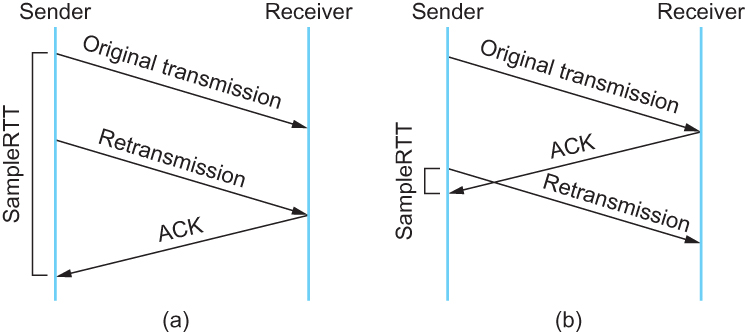 Sender
Receiver
Original transmission
Retransmission
ACK
SampleRTT
(a)
Sender
Receiver
Original transmission
ACK
Retransmission
SampleRTT
(b)